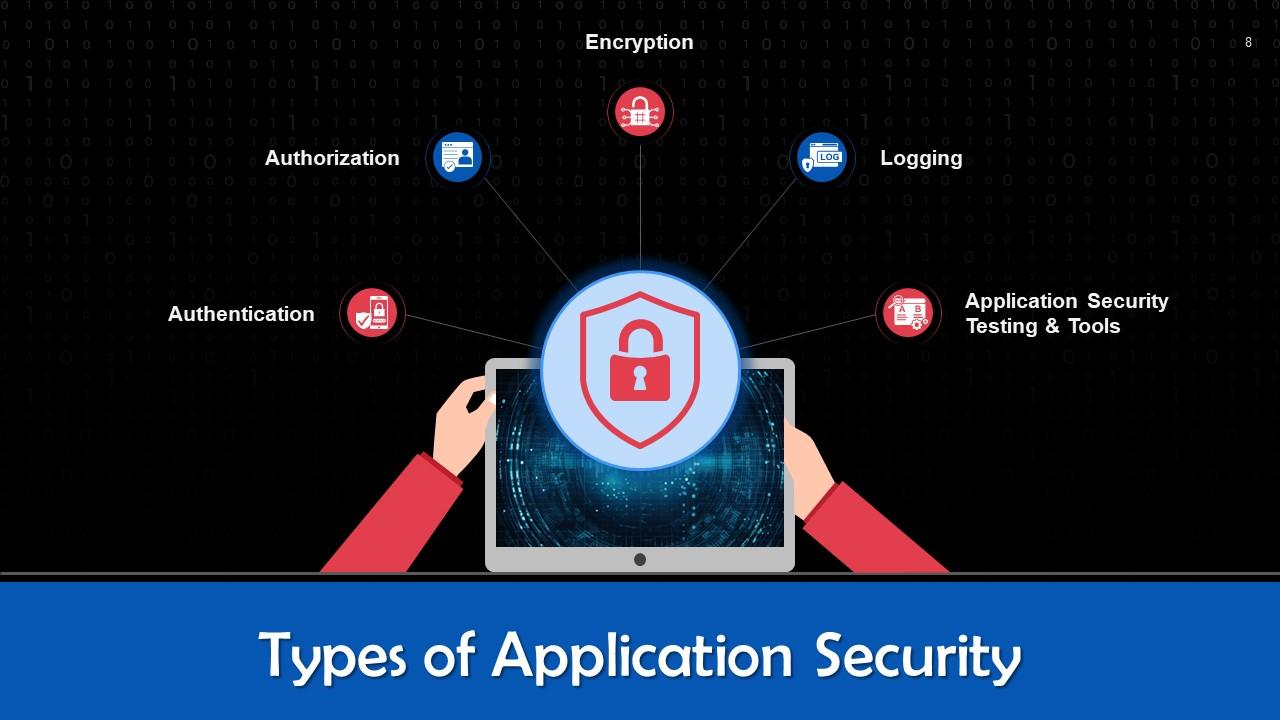 Encryption
8
Authorization
LOG
Logging
Authentication
A B
Application Security
Testing & Tools
Types of Application Security